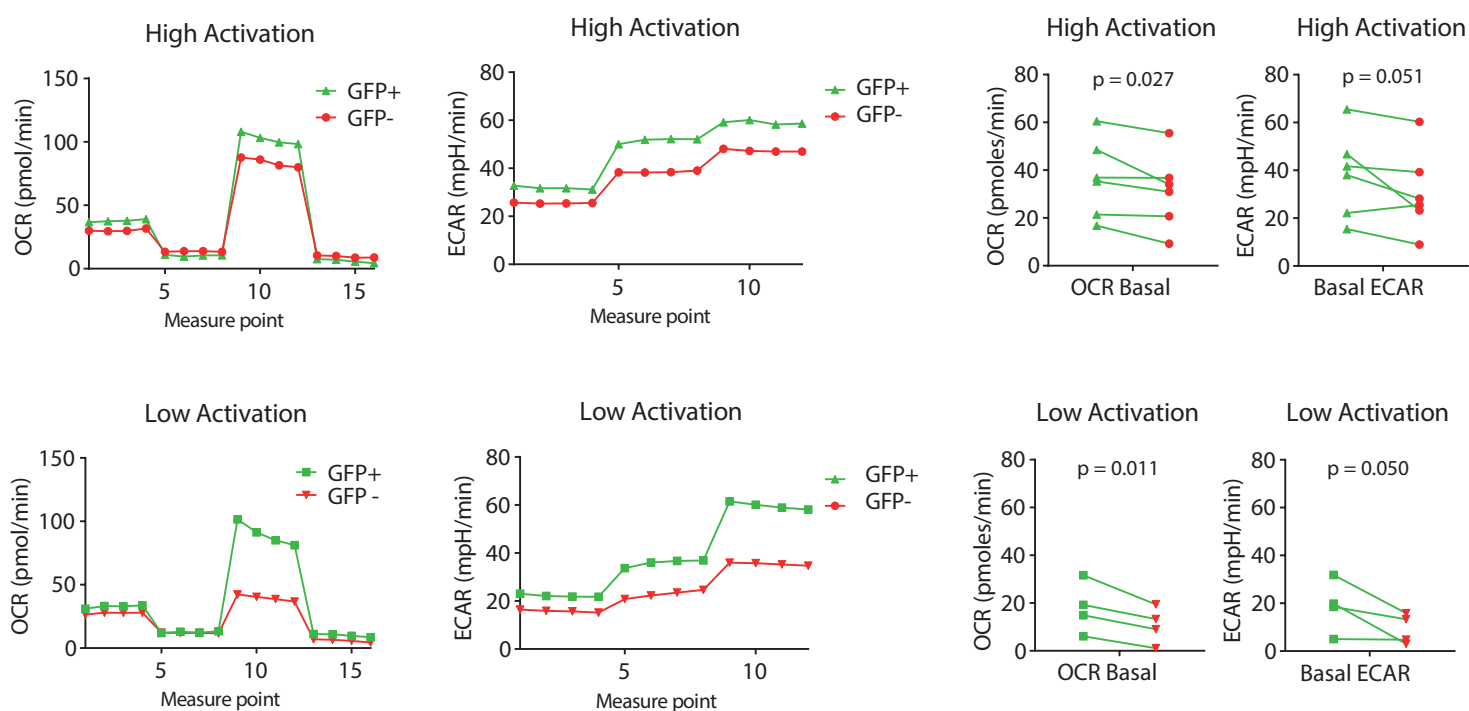 High Activation
OCR (pmol/min)
150
100
50
0
5
10
15
Measure point
GFP+
GFP-
High Activation
ECAR (mpH/min)
80
60
40
20
0
5
10
Measure point
GFP+
GFP-
High Activation
p = 0.027
OCR (pmoles/min)
80
60
40
20
0
OCR Basal
High Activation
p = 0.051
ECAR (mpH/min)
80
60
40
20
0
Basal ECAR
Low Activation
OCR (pmol/min)
150
100
50
0
5
10
15
Measure point
GFP+
GFP -
Low Activation
ECAR (mpH/min)
80
60
40
20
0
5
10
Measure point
GFP+
GFP-
Low Activation
p = 0.011
OCR (pmoles/min)
80
60
40
20
0
OCR Basal
Low Activation
p = 0.050
ECAR (mpH/min)
80
60
40
20
0
Basal ECAR